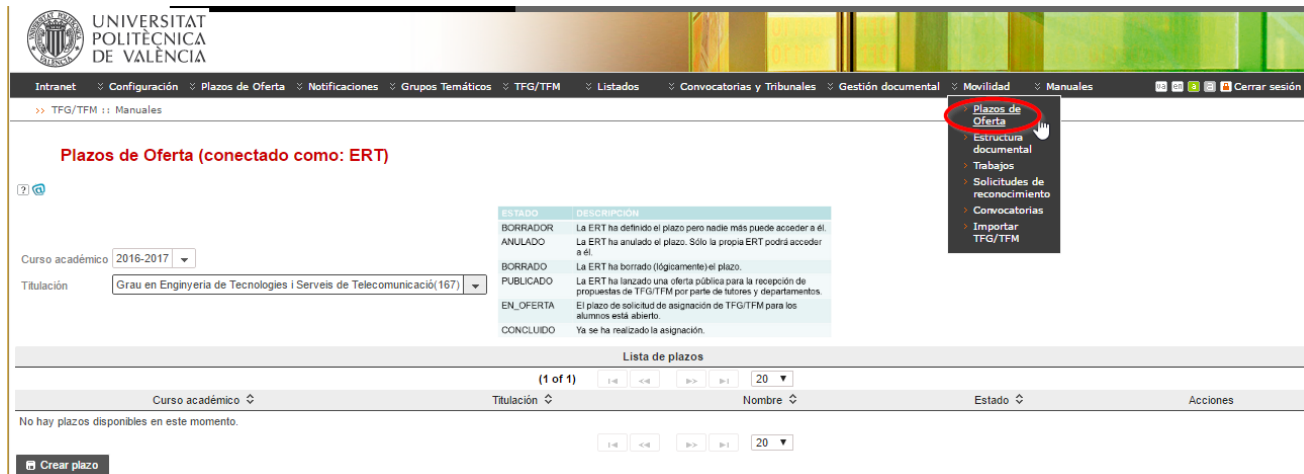 UNIVERSITAT
POLITÈCNICA
DE VALÈNCIA
Intranet Configuración Plazos de Oferta Notificaciones Grupos Temáticos TFG/TFM Listados Convocatorias y Tribunales Gestión documental Movilidad Manuales va en a a Cerrar sesión
>> TFG/TFM :: Manuales
Plazos de Oferta
Estructura documental
Trabajos
Solicitudes de reconocimiento
Convocatorias
Importar TFG/TFM
Plazos de Oferta (conectado como: ERT)
?
ESTADO DESCRIPCIÓN
BORRADOR La ERT ha definido el plazo pero nadie más puede acceder a él.
ANULADO La ERT ha anulado el plazo. Sólo la propia ERT podrá acceder
a él.
BORRADO La ERT ha borrado (lógicamente) el plazo.
PUBLICADO La ERT ha lanzado una oferta pública para la recepción de
propuestas de TFG/TFM por parte de tutores y departamentos.
EN_OFERTA El plazo de solicitud de asignación de TFG/TFM para los
alumnos está abierto.
CONCLUIDO Ya se ha realizado la asignación.
Curso académico 2016-2017
Titulación Grau en Enginyeria de Tecnologies i Serveis de Telecomunicació(167)
Lista de plazos
(1 of 1) 20
Curso académico Titulación Nombre Estado Acciones
No hay plazos disponibles en este momento.
20
Crear plazo